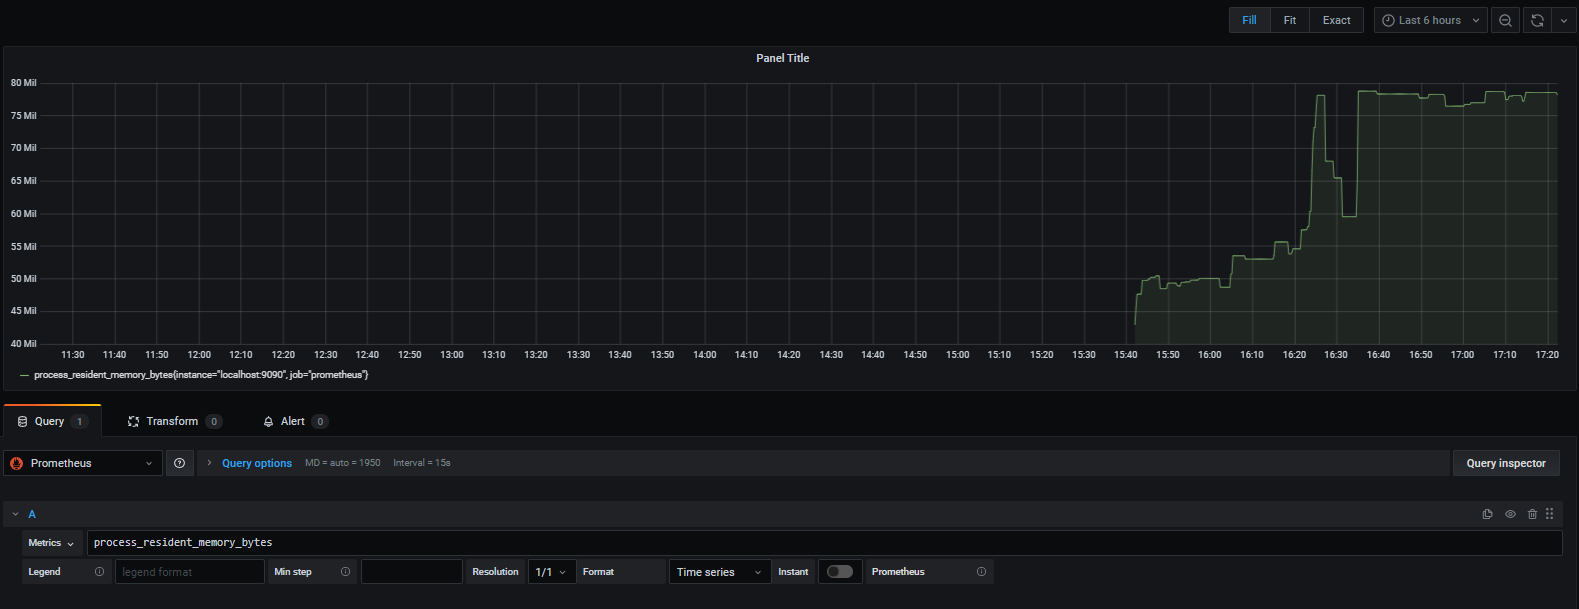 Fill Fit Exact Last 6 hours
Panel Title
80 Mil
75 Mil
70 Mil
65 Mil
60 Mil
55 Mil
50 Mil
45 Mil
40 Mil
11:30 11:40 11:50 12:00 12:10 12:20 12:30 12:40 12:50 13:00 13:10 13:20 13:30 13:40 13:50 14:00 14:10 14:20 14:30 14:40 14:50 15:00 15:10 15:20 15:30 15:40 15:50 16:00 16:10 16:20 16:30 16:40 16:50 17:00 17:10 17:20
process_resident_memory_bytes{instance="localhost:9090", job="prometheus"}
Query 1 Transform 0 Alert 0
Prometheus Query options MD = auto = 1950 Interval = 15s Query inspector
A
Metrics process_resident_memory_bytes
Legend legend format Min step Resolution 1/1 Format Time series Instant Prometheus